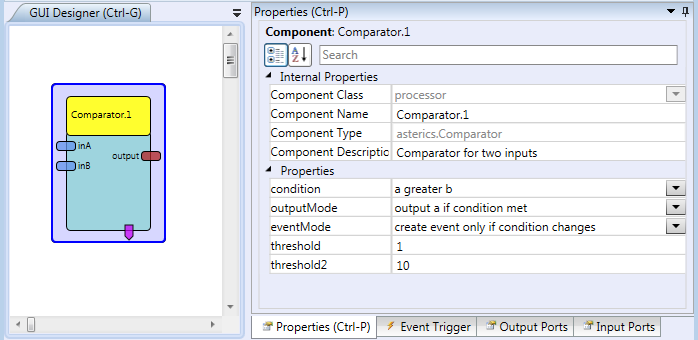 GUI Designer (Ctrl-G)
Comparator.1
inA
output
inB
Properties (Ctrl-P)
Component: Comparator.1
Search
Internal Properties
Component Class processor
Component Name Comparator.1
Component Type asterics.Comparator
Component Descriptic Comparator for two inputs
Properties
condition a greater b
outputMode output a if condition met
eventMode create event only if condition changes
threshold 1
threshold2 10
Properties (Ctrl-P) Event Trigger Output Ports Input Ports